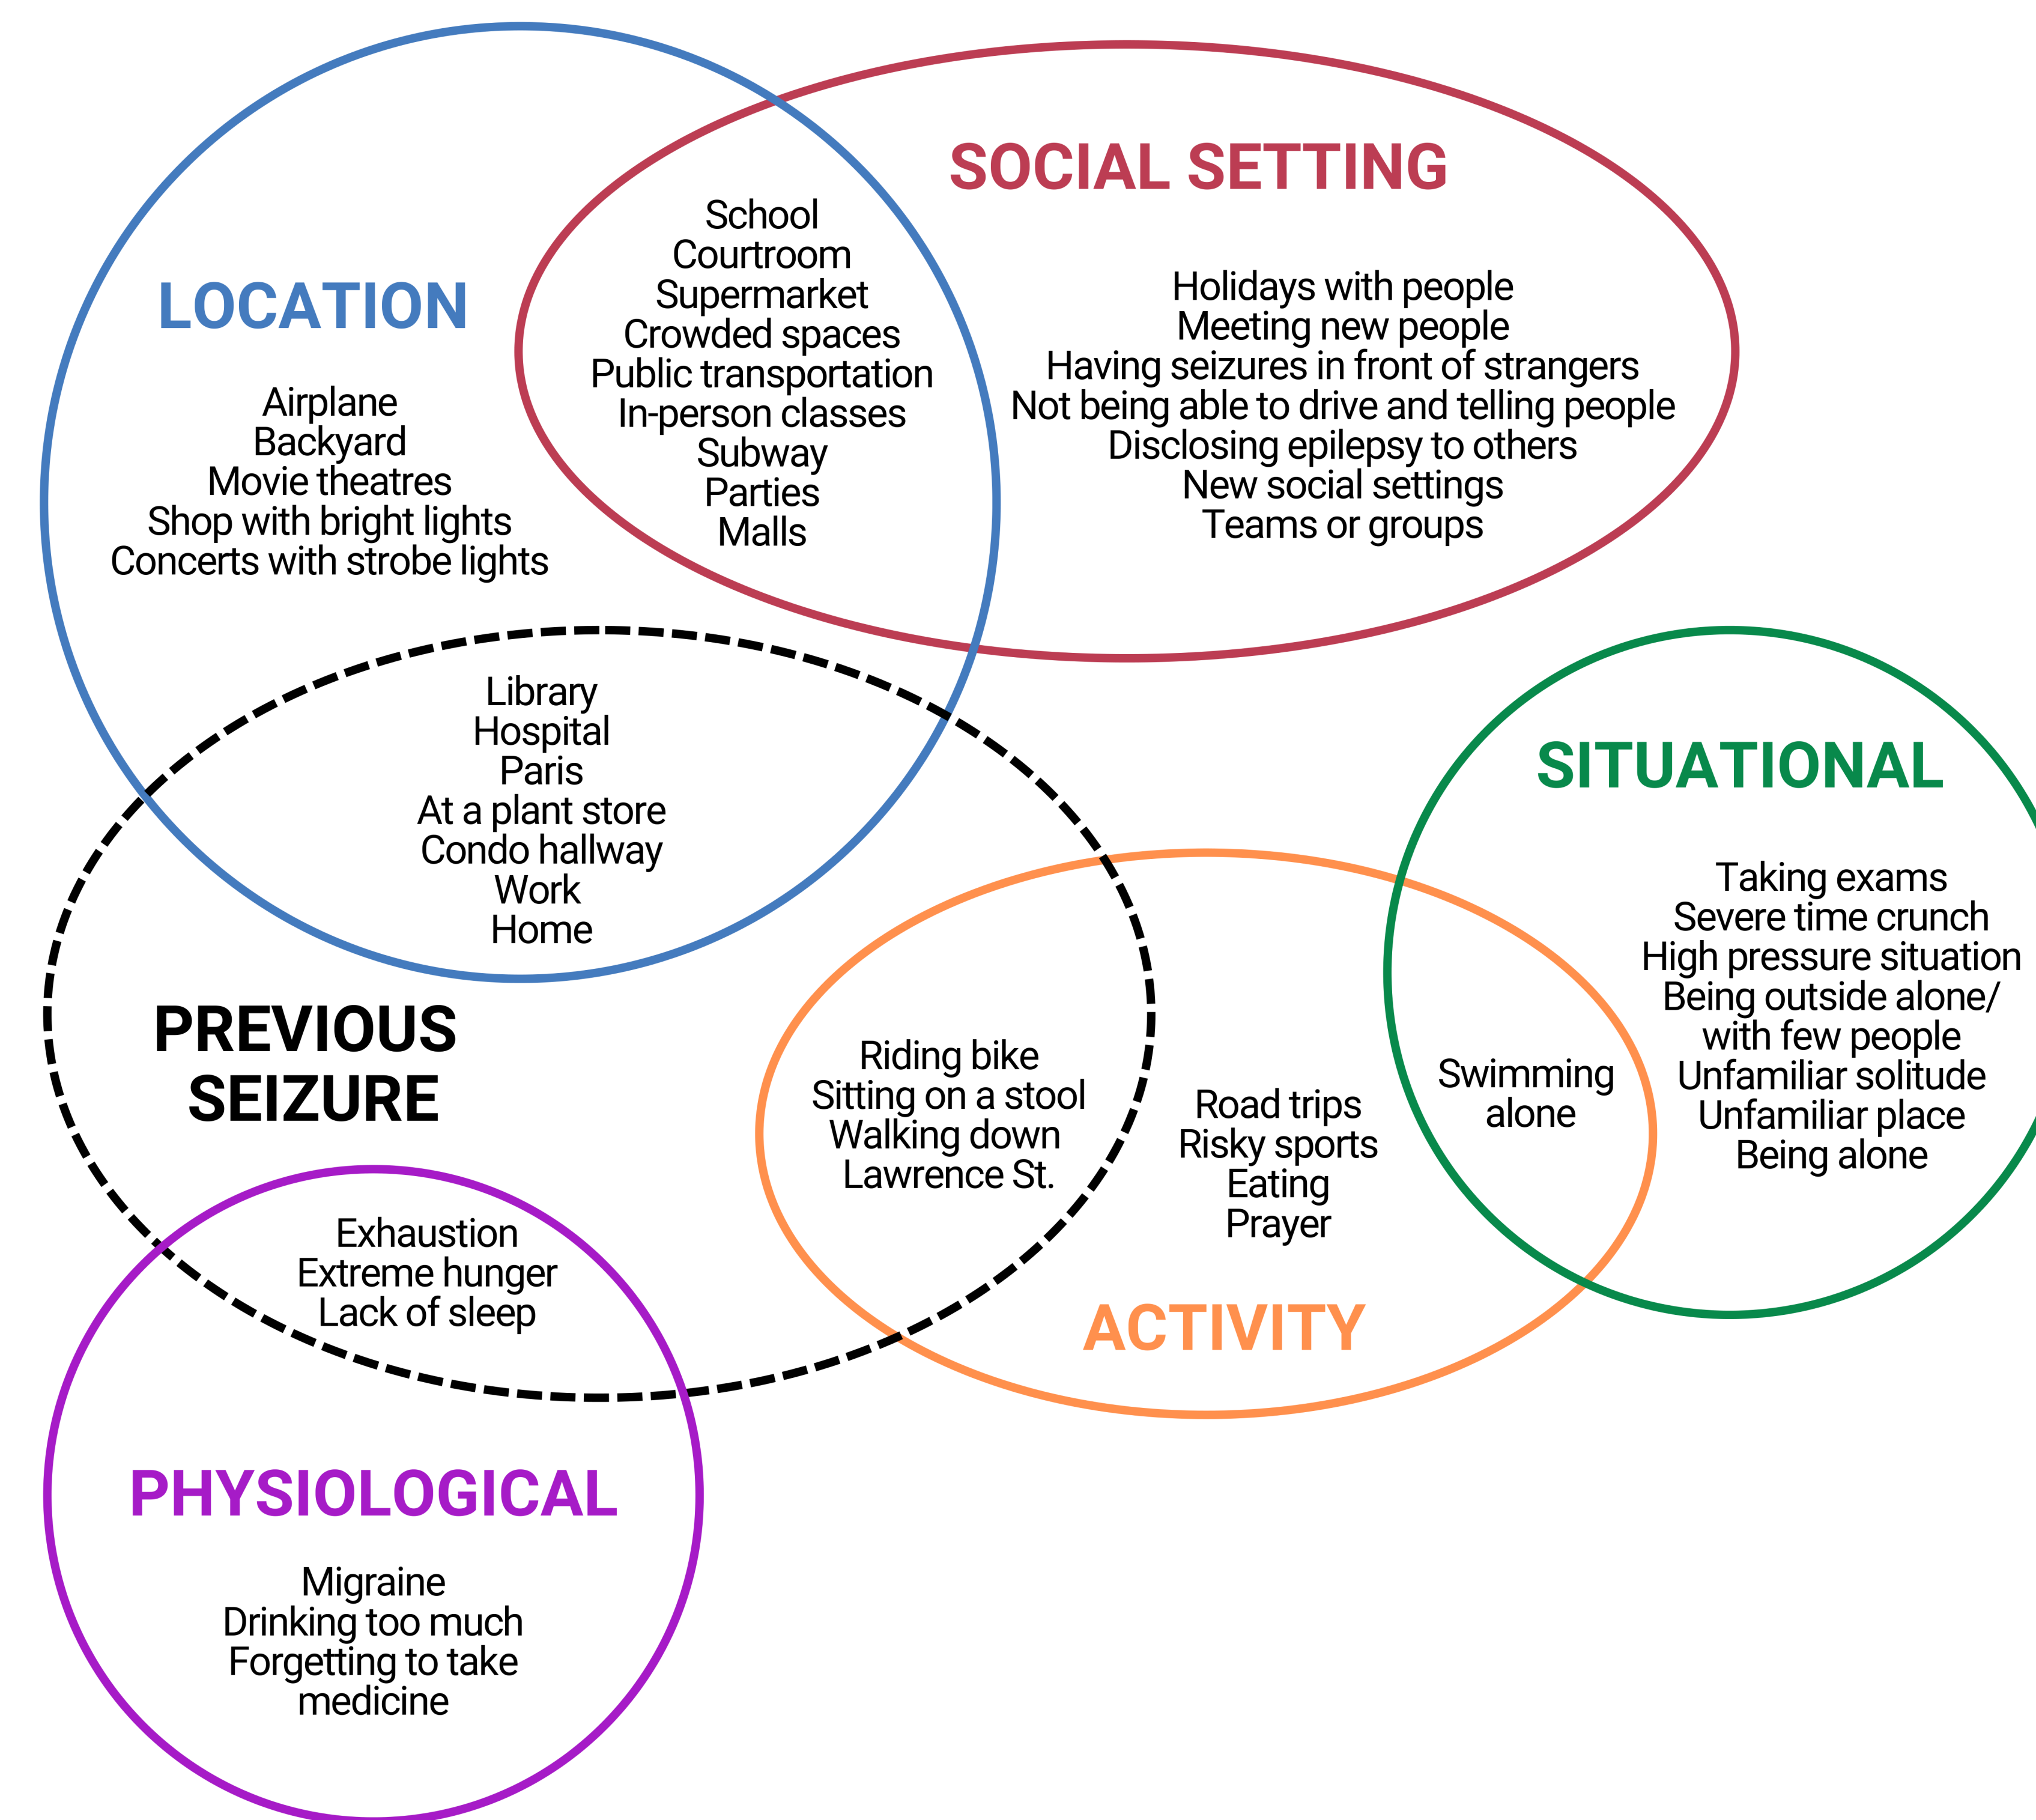 SOCIAL SETTING
School
Courtroom
Supermarket
Crowded spaces
Public transportation
In-person classes
Subway
Parties
Malls
Holidays with people
Meeting new people
Having seizures in front of strangers
Not being able to drive and telling people
Disclosing epilepsy to others
New social settings
Teams or groups
LOCATION
Airplane
Backyard
Movie theatres
Shop with bright lights
Concerts with strobe lights
Library
Hospital
Paris
At a plant store
Condo hallway
Work
Home
SITUATIONAL
Taking exams
Severe time crunch
High pressure situation
Being outside alone/
with few people
Unfamiliar solitude
Unfamiliar place
Being alone
Swimming
alone
PREVIOUS
SEIZURE
Riding bike
Sitting on a stool
Walking down
Lawrence St.
Road trips
Risky sports
Eating
Prayer
ACTIVITY
Exhaustion
Extreme hunger
Lack of sleep
PHYSIOLOGICAL
Migraine
Drinking too much
Forgetting to take
medicine